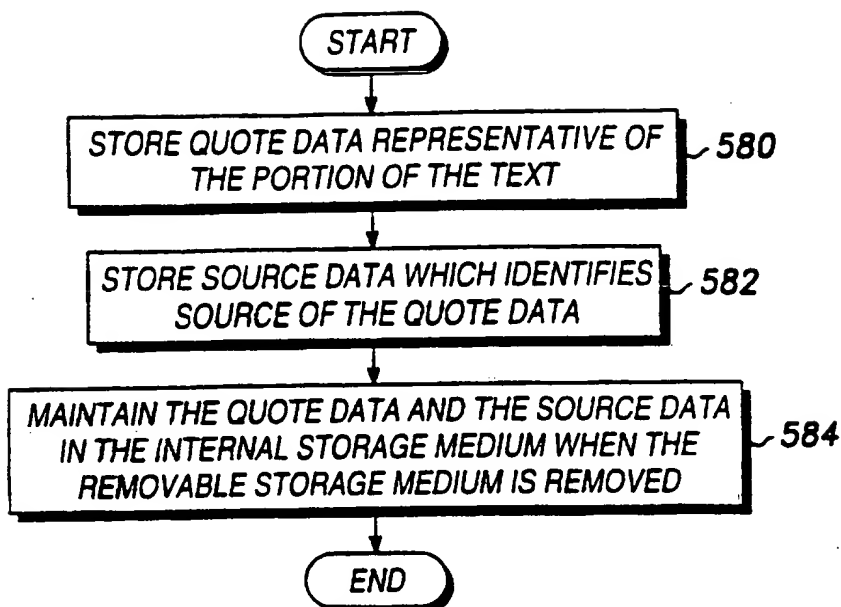 START
STORE QUOTE DATA REPRESENTATIVE OF
THE PORTION OF THE TEXT
580
STORE SOURCE DATA WHICH IDENTIFIES
SOURCE OF THE QUOTE DATA
582
MAINTAIN THE QUOTE DATA AND THE SOURCE DATA
IN THE INTERNAL STORAGE MEDIUM WHEN THE
REMOVABLE STORAGE MEDIUM IS REMOVED
584
END